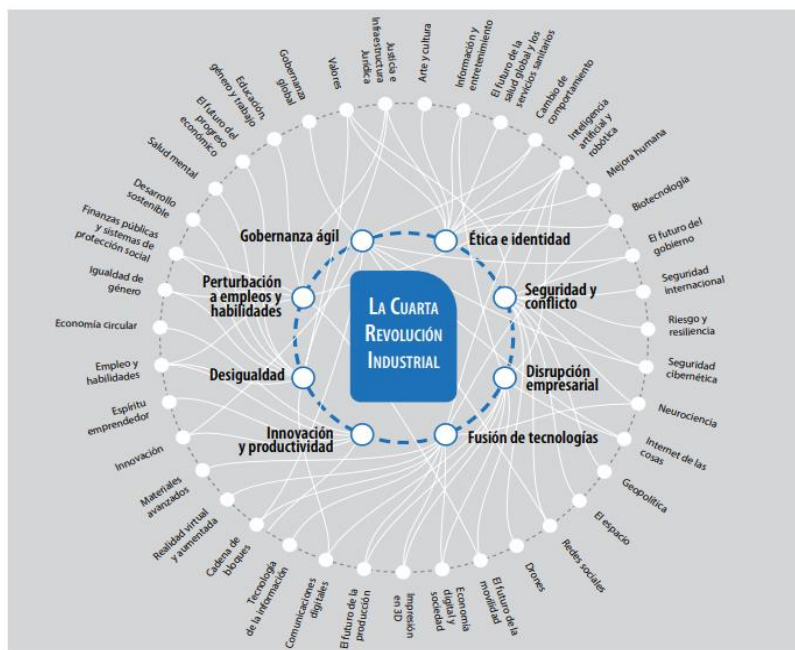 LA CUARTA
REVOLUCIÓN
INDUSTRIAL
Gobernanza ágil
Ética e identidad
Seguridad y
conflicto
Disrupción
empresarial
Fusión de tecnologías
Innovación
y productividad
Desigualdad
Perturbación
a empleos y
habilidades
Arte y cultura
Información y
entretenimiento
El futuro de la
salud global y los
servicios sanitarios
Cambio de
comportamiento
Inteligencia
artificial y
robótica
Mejora humana
Biotecnología
El futuro del
gobierno
Seguridad
internacional
Riesgo y
resiliencia
Seguridad
cibernética
Neurociencia
Internet de las
cosas
Geopolítica
El espacio
Redes sociales
Drones
El futuro de la
movilidad
Economía
digital y
sociedad
Impresión
en 3D
El futuro de la
producción
Comunicaciones
digitales
Tecnología
de la información
Cadena de
bloques
Realidad virtual
y aumentada
Materiales
avanzados
Innovación
Espíritu
emprendedor
Empleo y
habilidades
Economía circular
Igualdad de
género
Finanzas públicas
y sistemas de
protección social
Desarrollo
sostenible
Salud mental
El futuro del
progreso
económico
Educación,
género y trabajo
Gobernanza
global
Valores
Justicia e
Infraestructura
Jurídica